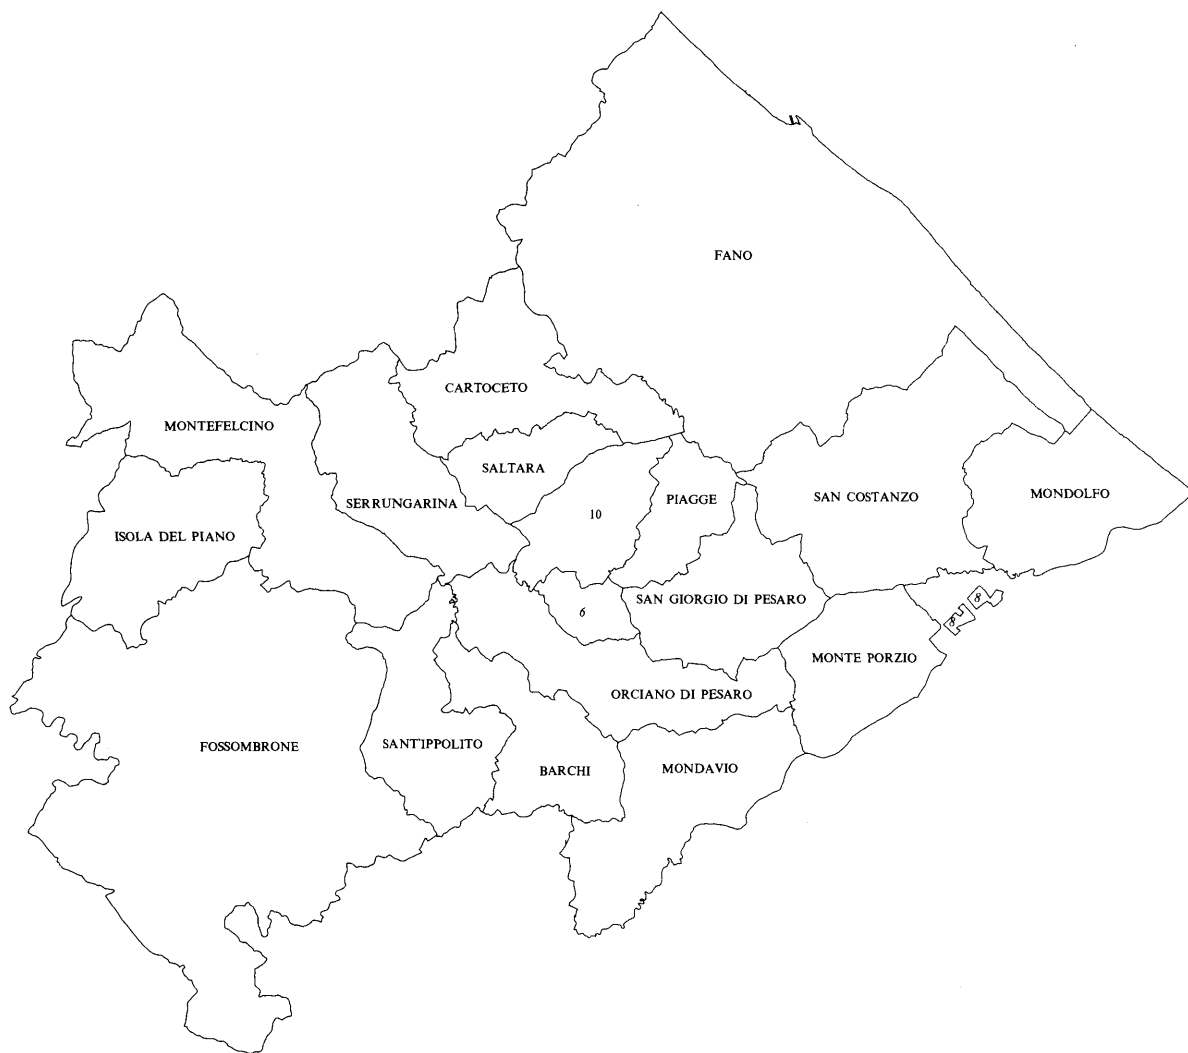 FANO
CARTOCETO
MONTEFELCINO
SALTARA
SERRUNGARINA
10
PIAGGE
SAN COSTANZO
MONDOLFO
ISOLA DEL PIANO
6
SAN GIORGIO DI PESARO
8
8
MONTE PORZIO
ORCIANO DI PESARO
FOSSOMBRONE
SANT'IPPOLITO
BARCHI
MONDAVIO